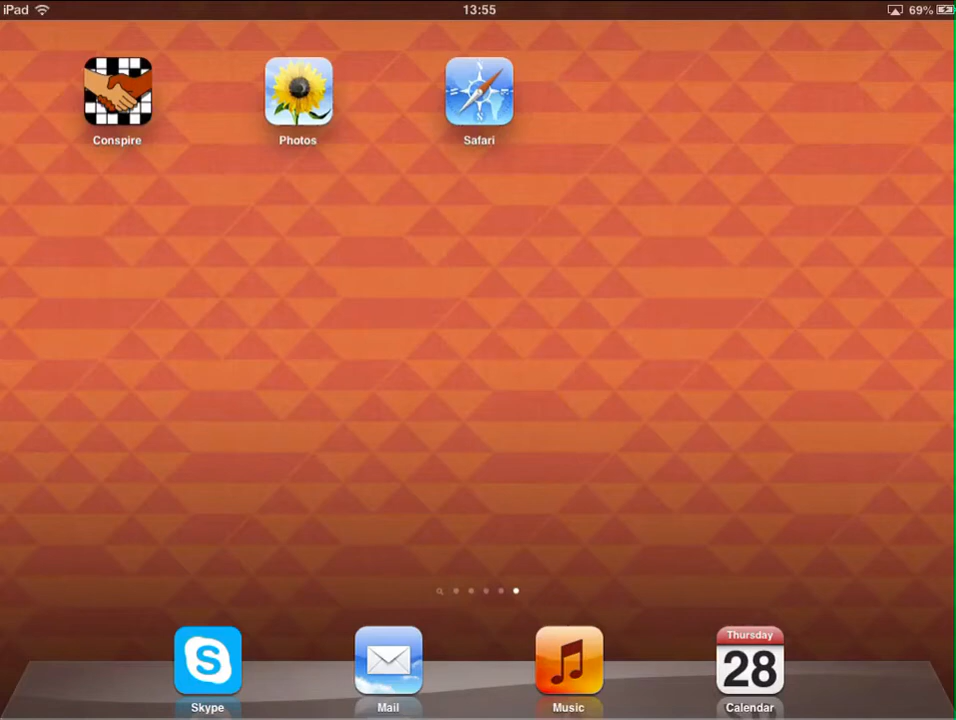 iPad 13:55 69%
Conspire Photos Safari
Thursday
28
Skype Mail Music Calendar